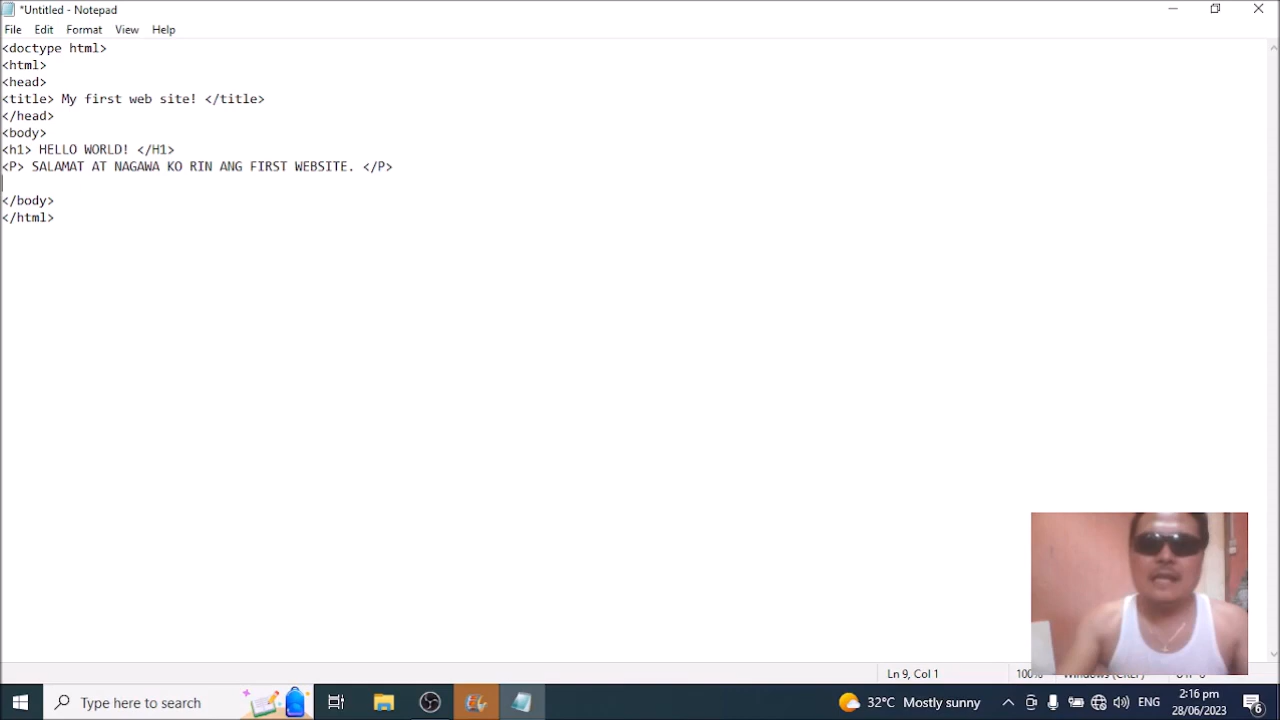 *Untitled - Notepad
File Edit Format View Help
<doctype html>
<html>
<head>
<title> My first web site! </title>
</head>
<body>
<h1> HELLO WORLD! </H1>
<P> SALAMAT AT NAGAWA KO RIN ANG FIRST WEBSITE. </P>
</body>
</html>
Ln 9, Col 1 100%
Type here to search
32°C Mostly sunny
ENG
2:16 pm
28/06/2023
6